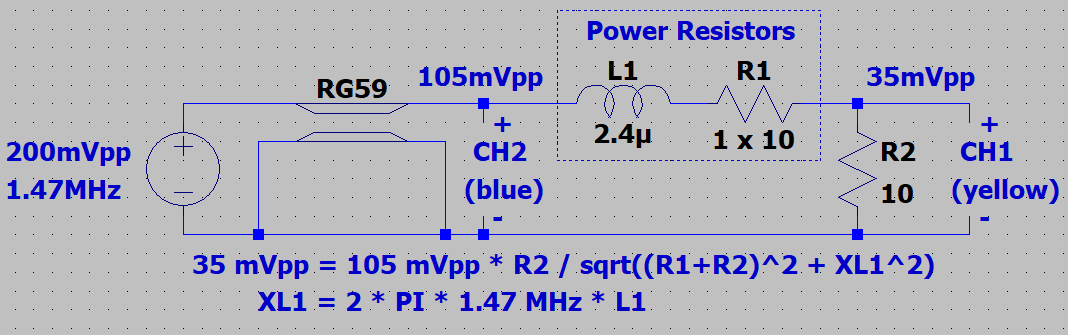 Power Resistors
RG59
105mVpp
L1
R1
35mVpp
2.4µ
1 x 10
200mVpp
1.47MHz
+
CH2
(blue)
-
R2
10
+
CH1
(yellow)
-
35 mVpp = 105 mVpp * R2 / sqrt((R1+R2)^2 + XL1^2)
XL1 = 2 * PI * 1.47 MHz * L1